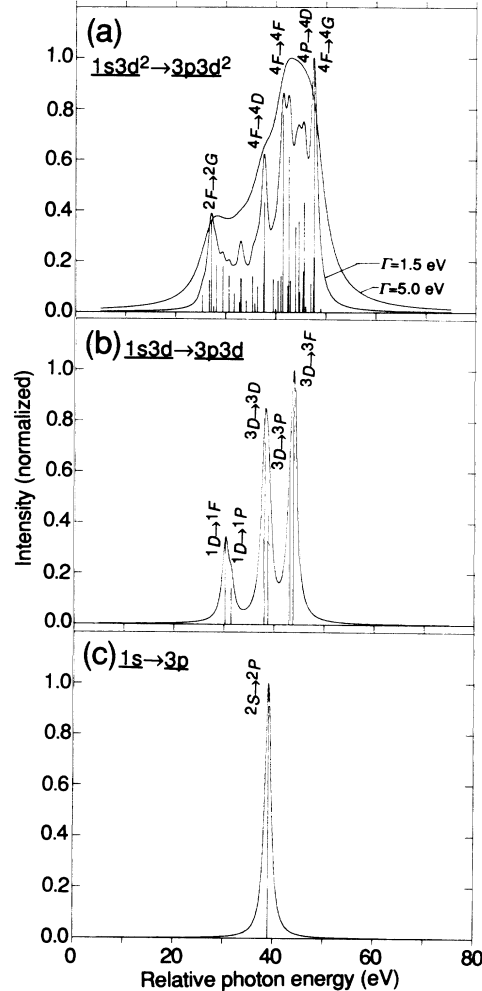 (a)
1s3d²→3p3d²
²F→²G
⁴F→⁴D
⁴F→⁴F
⁴P→⁴D
⁴F→⁴G
Γ=1.5 eV
Γ=5.0 eV
1.0
0.8
0.6
0.4
0.2
0.0
(b) 1s3d→3p3d
¹D→¹F
¹D→¹P
³D→³D
³D→³P
³D→³F
1.0
0.8
0.6
0.4
0.2
0.0
Intensity (normalized)
(c) 1s→3p
²S→²P
1.0
0.8
0.6
0.4
0.2
0.0
0 20 40 60 80
Relative photon energy (eV)